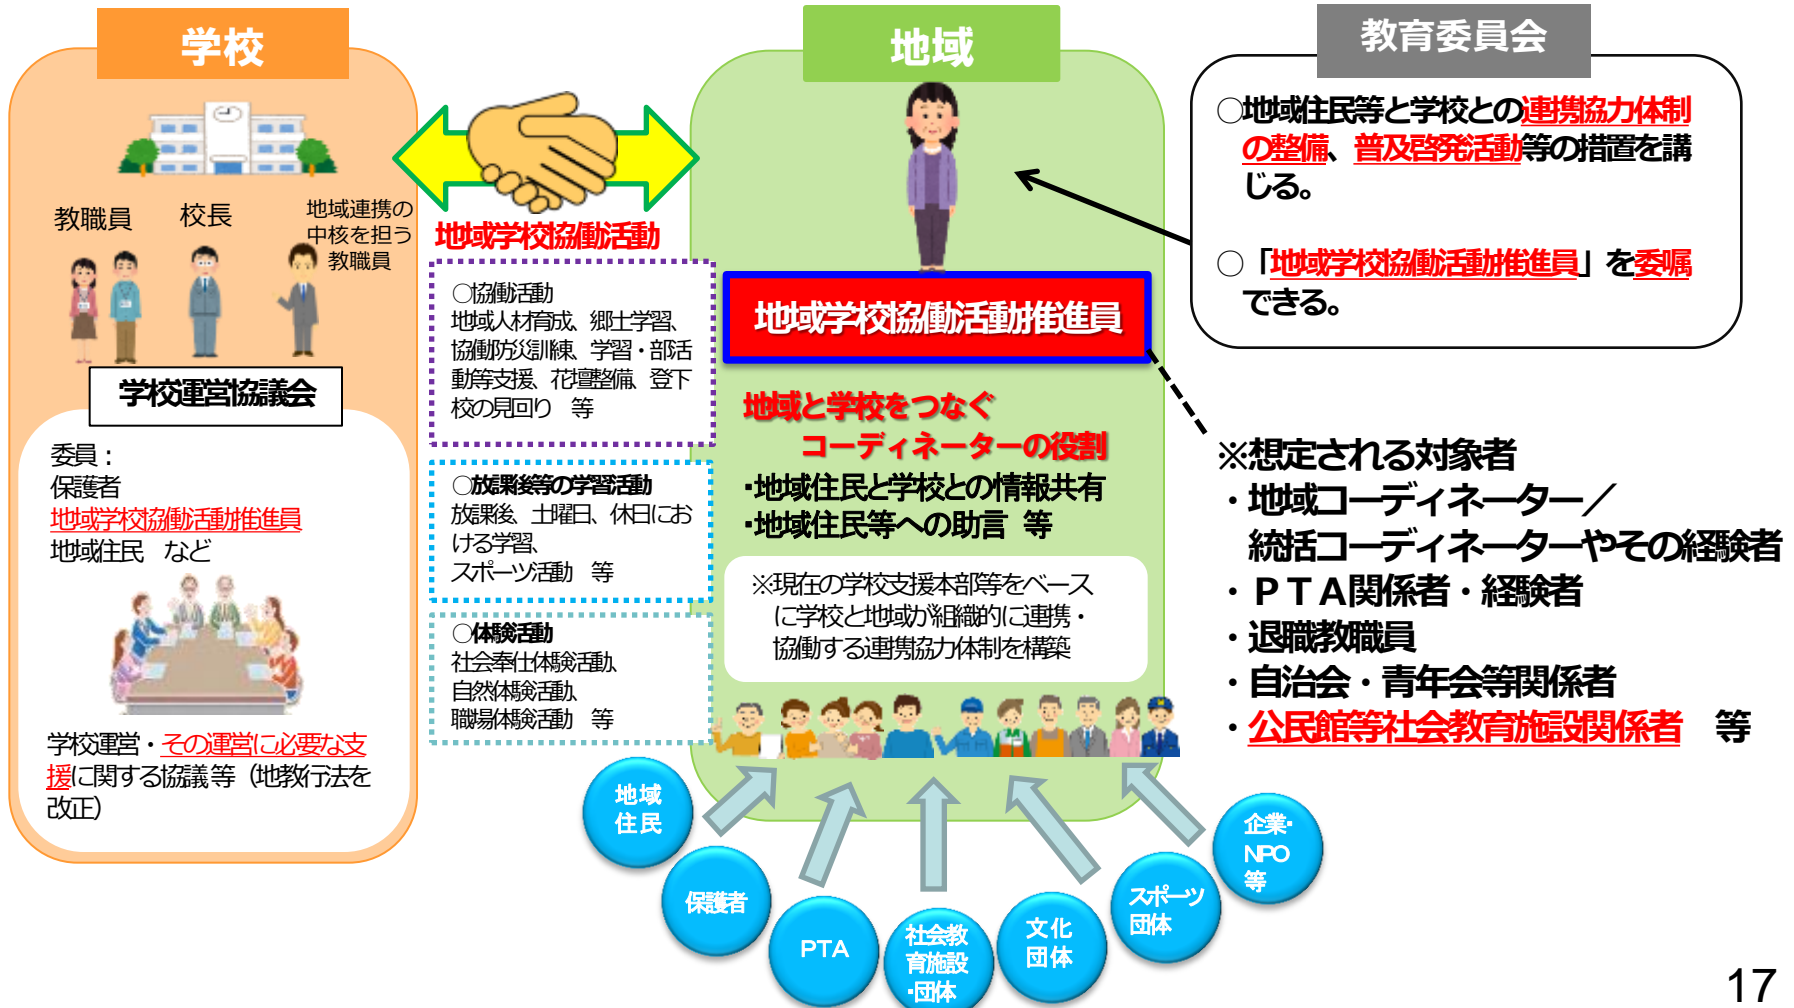 学校
教職員
校長
地域連携の
中核を担う
教職員
学校運営協議会
委員：
保護者
地域学校協働活動推進員
地域住民　など
学校運営・その運営に必要な支
援に関する協議等（地教行法を
改正）
地域学校協働活動
○協働活動
地域人材育成、郷土学習、
協働防災訓練、学習・部活
動等支援、花壇整備、登下
校の見回り　等
○放課後等の学習活動
放課後、土曜日、休日にお
ける学習、
スポーツ活動　等
○体験活動
社会奉仕体験活動、
自然体験活動、
職場体験活動　等
地域
地域学校協働活動推進員
地域と学校をつなぐ
コーディネーターの役割
・地域住民と学校との情報共有
・地域住民等への助言　等
※現在の学校支援本部等をベース
に学校と地域が組織的に連携・
協働する連携協力体制を構築
地域
住民
保護者
PTA
社会教
育施設
・団体
文化
団体
スポーツ
団体
企業・
NPO
等
教育委員会
○地域住民等と学校との連携協力体制
の整備、普及啓発活動等の措置を講
じる。
○「地域学校協働活動推進員」を委嘱
できる。
※想定される対象者
・地域コーディネーター／
統括コーディネーターやその経験者
・ＰＴＡ関係者・経験者
・退職教職員
・自治会・青年会等関係者
・公民館等社会教育施設関係者　等
17